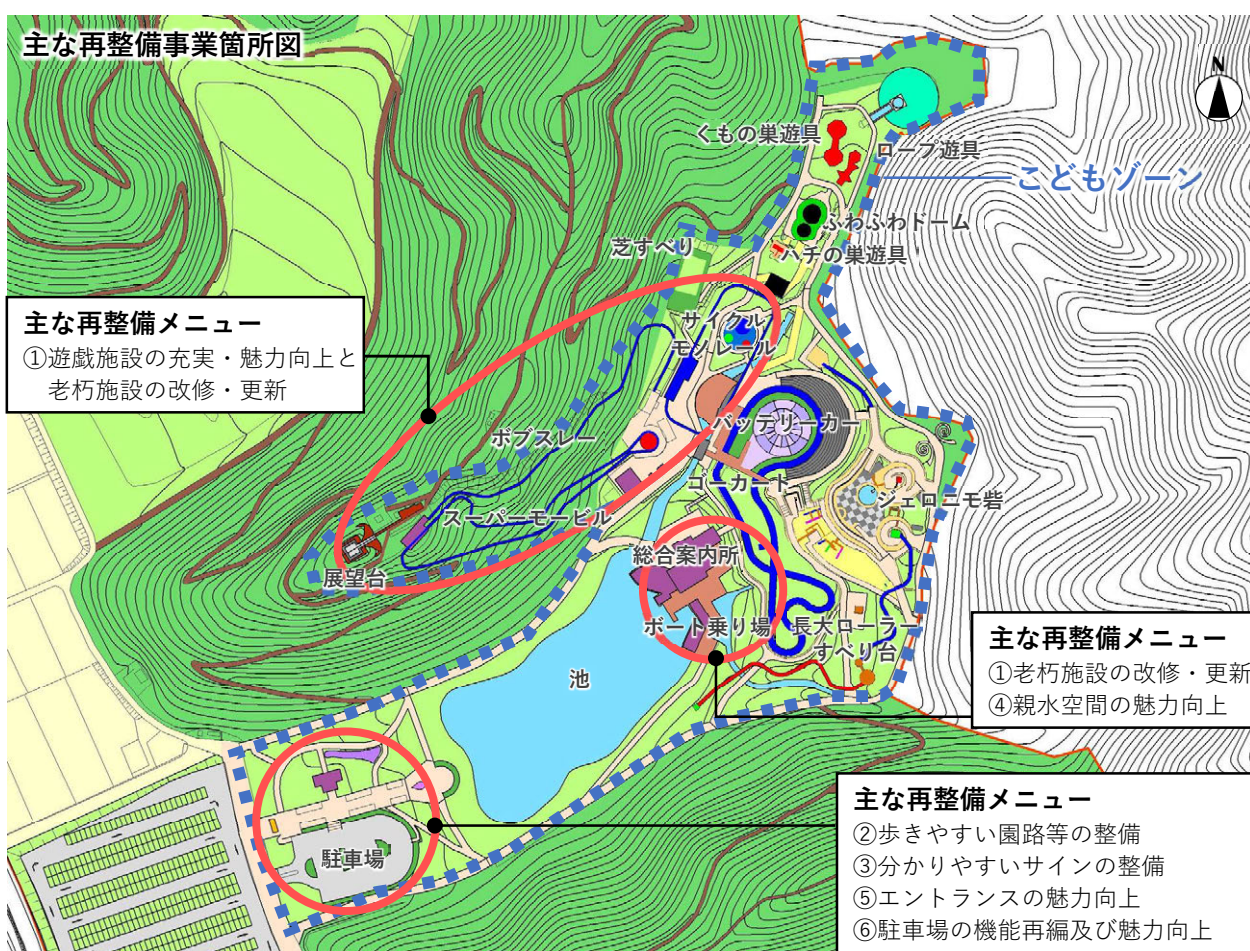 主な再整備事業箇所図
N
くもの巣遊具
ロープ遊具
こどもゾーン
ふわふわドーム
芝すべり
ハチの巣遊具
主な再整備メニュー
①遊戯施設の充実・魅力向上と
老朽施設の改修・更新
サイクル
モノレール
バッテリーカー
ボブスレー
ゴーカート
ジェロニモ砦
スーパーモービル
総合案内所
展望台
ボート乗り場
長大ローラー
すべり台
主な再整備メニュー
①老朽施設の改修・更新
④親水空間の魅力向上
池
主な再整備メニュー
②歩きやすい園路等の整備
③分かりやすいサインの整備
⑤エントランスの魅力向上
⑥駐車場の機能再編及び魅力向上
駐車場